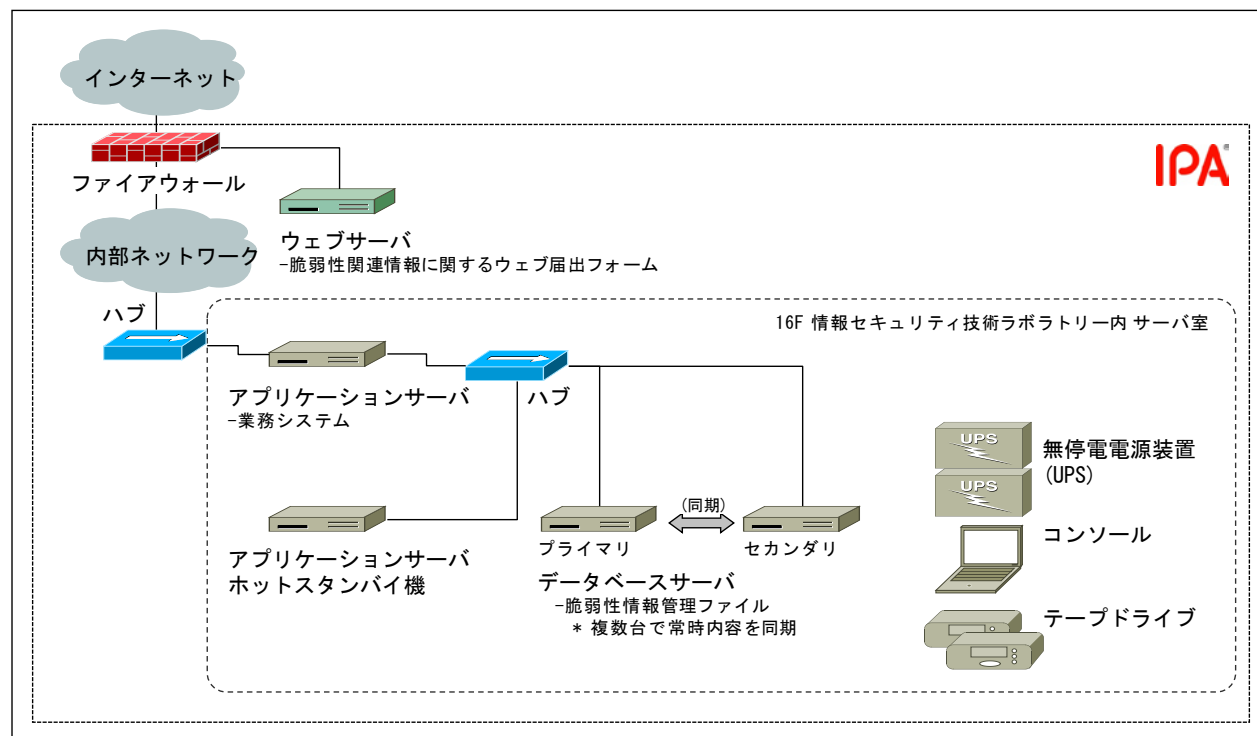 インターネット
IPA®
ファイアウォール
ウェブサーバ
-脆弱性関連情報に関するウェブ届出フォーム
内部ネットワーク
ハブ
16F 情報セキュリティ技術ラボラトリー内 サーバ室
アプリケーションサーバ
-業務システム
ハブ
UPS
UPS
無停電電源装置
(UPS)
(同期)
プライマリ
セカンダリ
コンソール
アプリケーションサーバ
ホットスタンバイ機
データベースサーバ
-脆弱性情報管理ファイル
* 複数台で常時内容を同期
テープドライブ